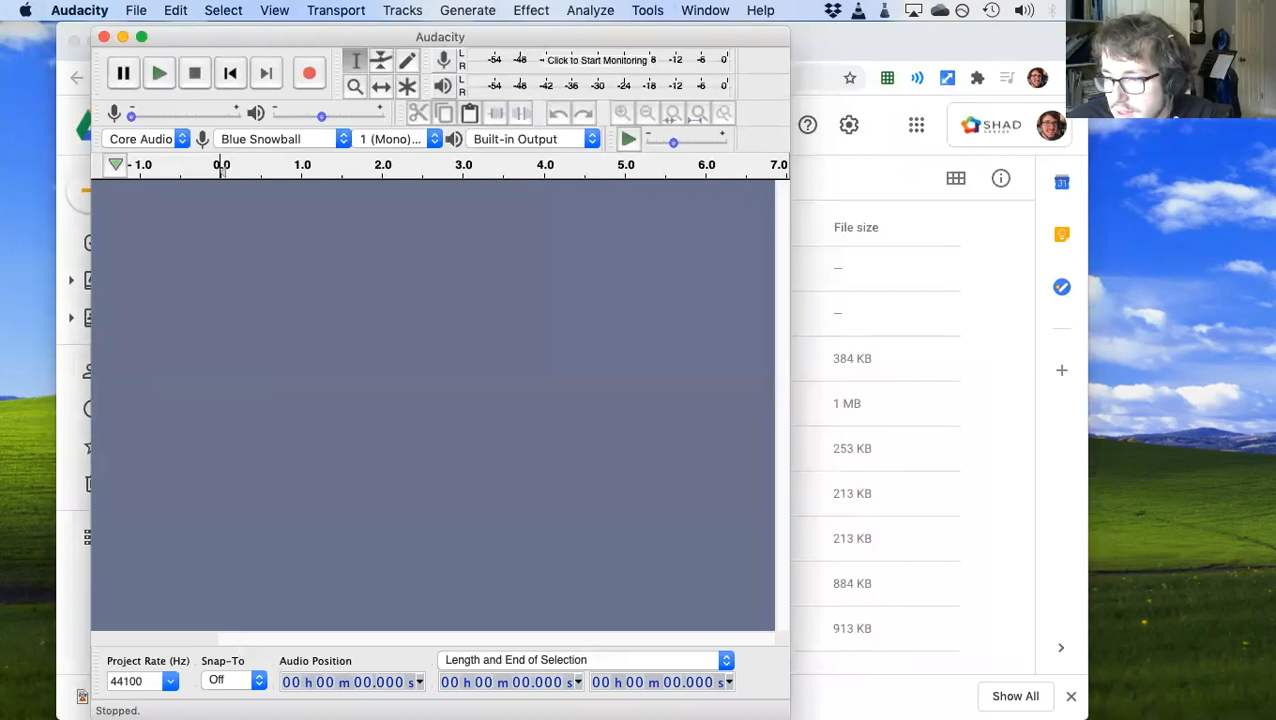 Audacity File Edit Select View Transport Tracks Generate Effect Analyze Tools Window Help
Audacity
L
R
-54 -48 - Click to Start Monitoring 8 -12 -6 0
L
R
-54 -48 -42 -36 -30 -24 -18 -12 -6 0
- + - +
Core Audio Blue Snowball 1 (Mono)... Built-in Output - +
- 1.0 0.0 1.0 2.0 3.0 4.0 5.0 6.0 7.0
SHAD
31
File size
—
—
384 KB
1 MB
253 KB
213 KB
213 KB
884 KB
913 KB
Project Rate (Hz) Snap-To Audio Position Length and End of Selection
44100 Off 00 h 00 m 00.000 s 00 h 00 m 00.000 s 00 h 00 m 00.000 s
Stopped.
Show All